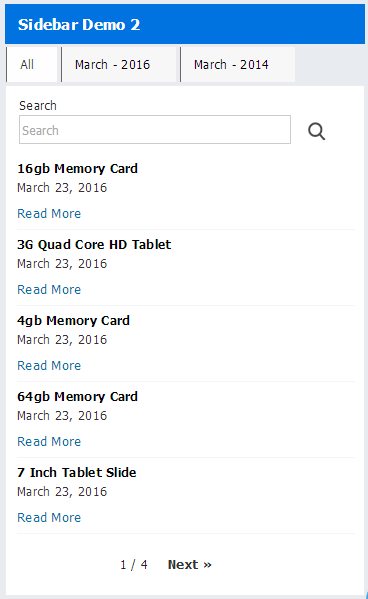 Sidebar Demo 2
All March - 2016 March - 2014
Search
Search
16gb Memory Card
March 23, 2016
Read More
3G Quad Core HD Tablet
March 23, 2016
Read More
4gb Memory Card
March 23, 2016
Read More
64gb Memory Card
March 23, 2016
Read More
7 Inch Tablet Slide
March 23, 2016
Read More
1 / 4 Next »